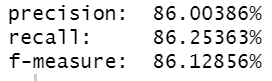 precision:  86.00386%
recall:     86.25363%
f-measure:  86.12856%